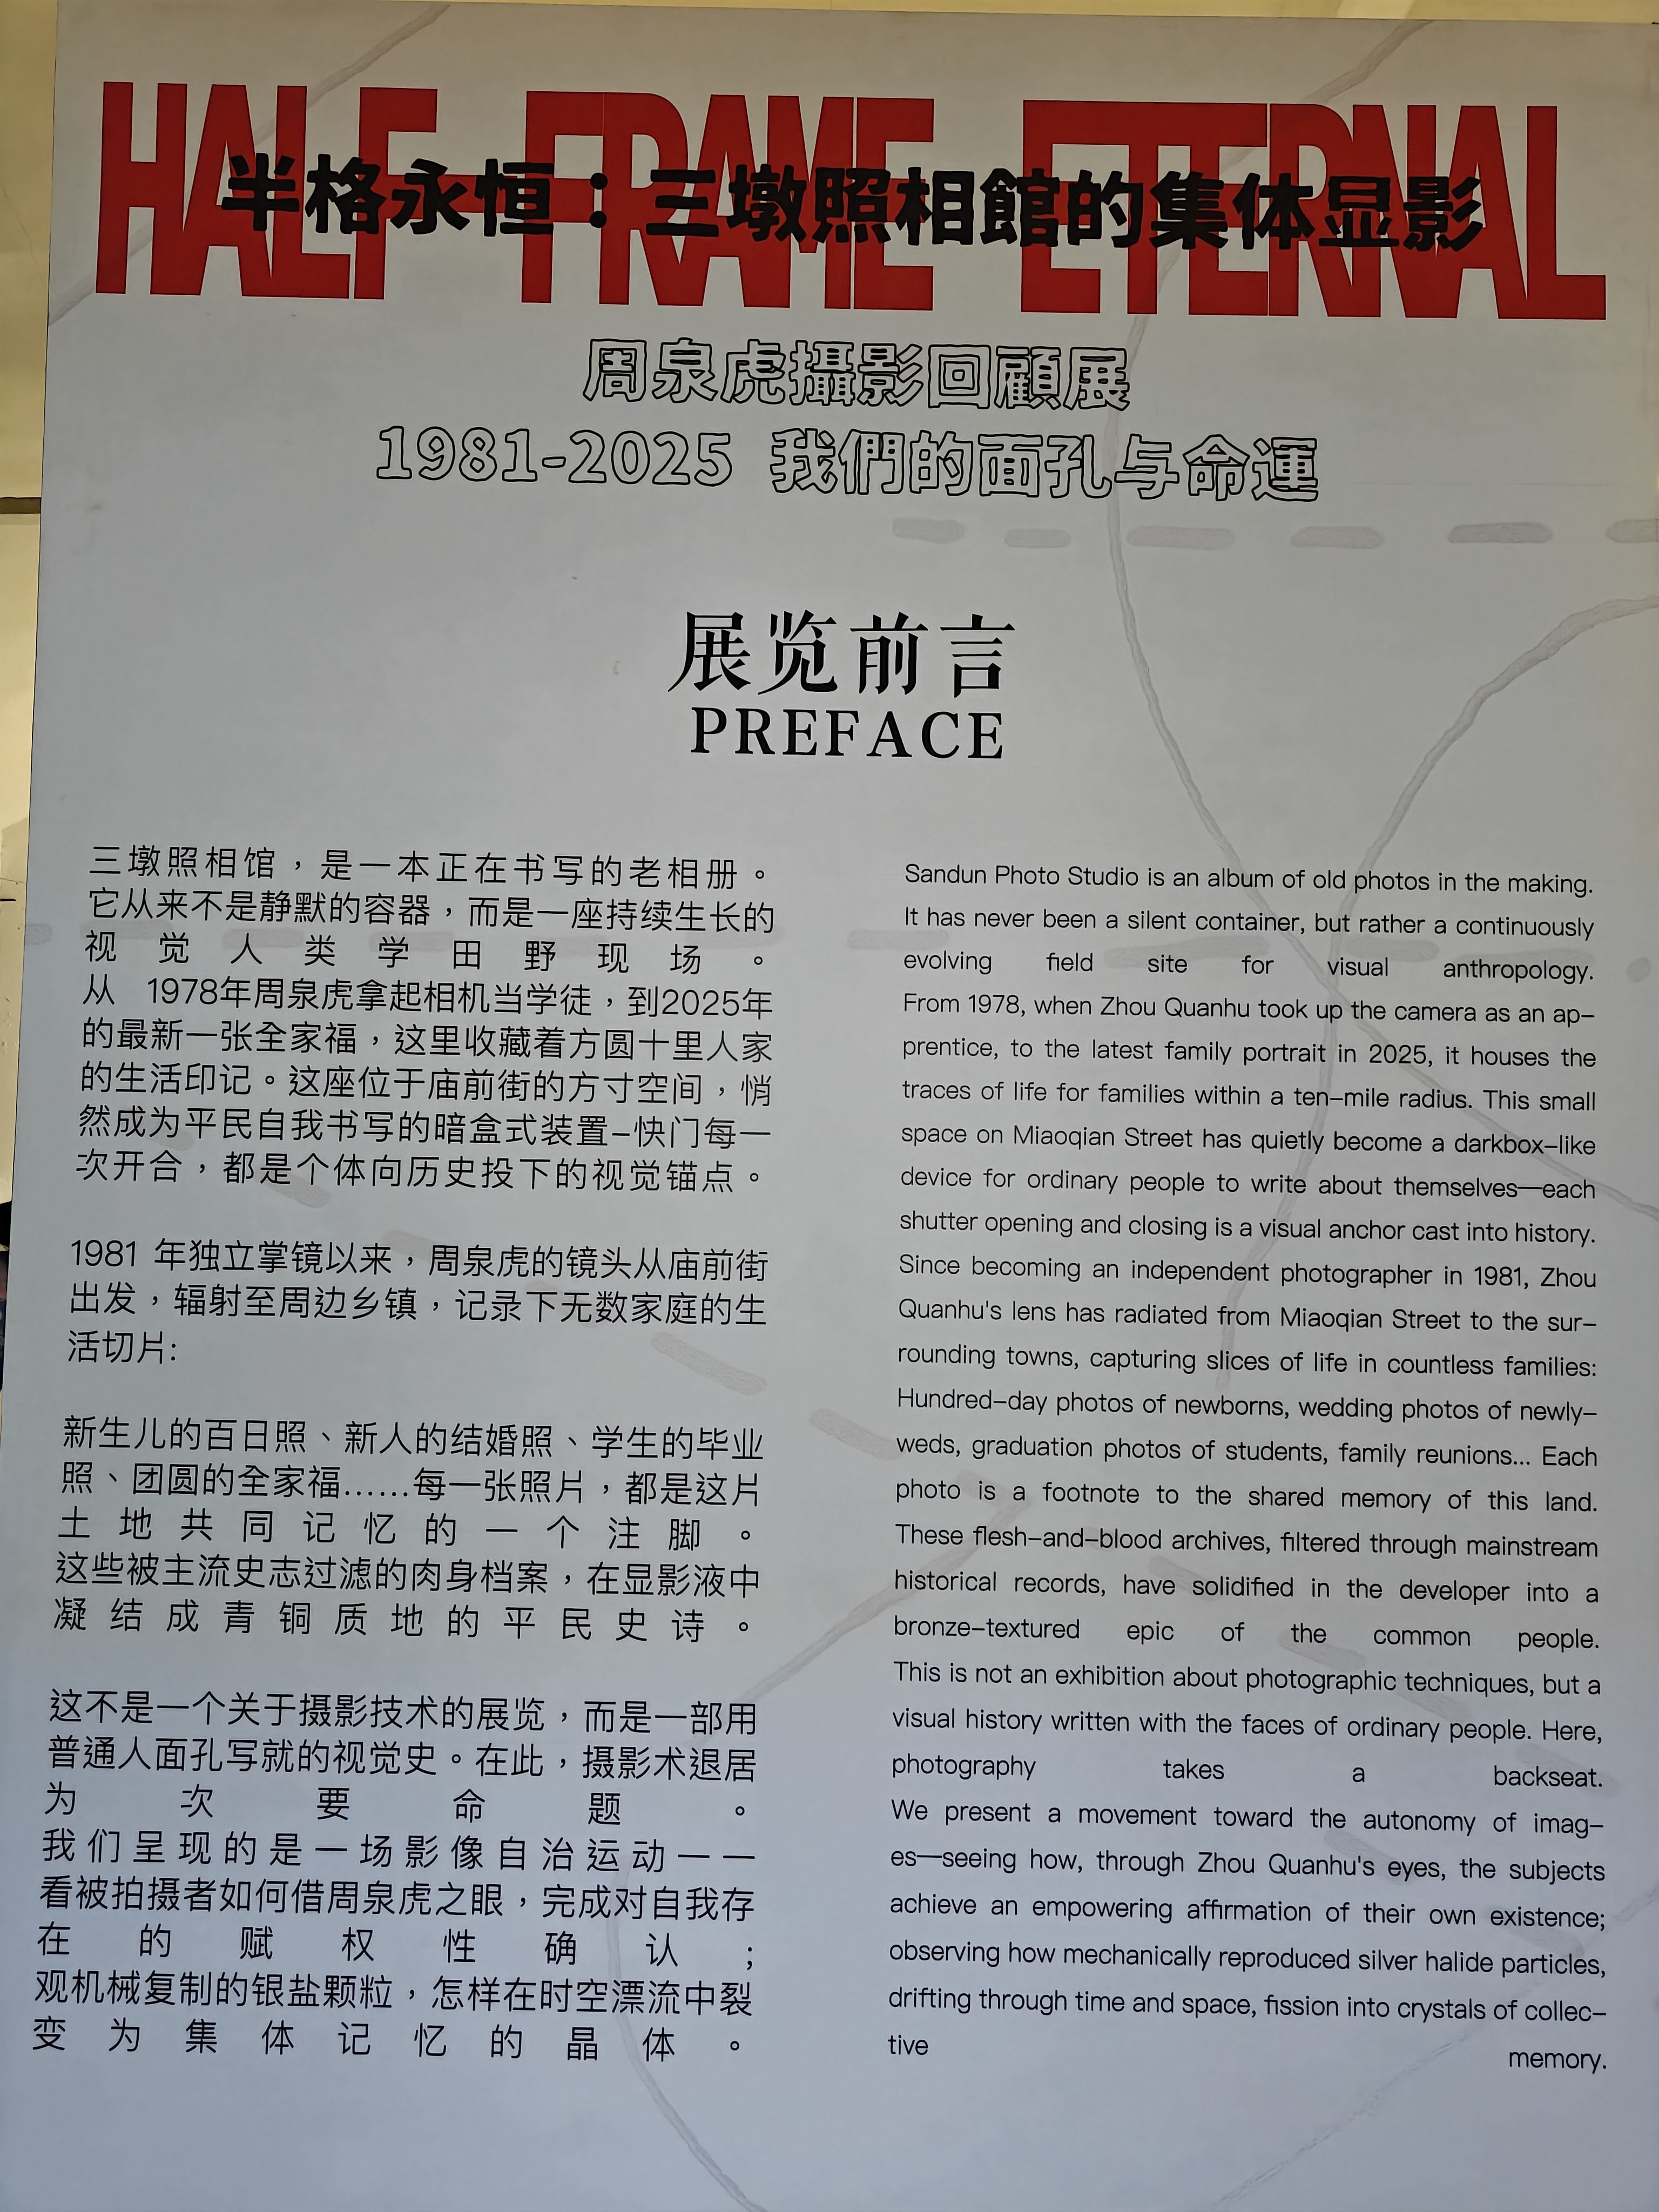 HALF FRAME ETERNAL
半格永恒：三墩照相館的集体显影
周泉虎攝影回顧展
1981-2025 我們的面孔与命運
展览前言
PREFACE
三墩照相馆，是一本正在书写的老相册。
它从来不是静默的容器，而是一座持续生长的
视觉人类学田野现场。
从 1978年周泉虎拿起相机当学徒，到2025年
的最新一张全家福，这里收藏着方圆十里人家
的生活印记。这座位于庙前街的方寸空间，悄
然成为平民自我书写的暗盒式装置–快门每一
次开合，都是个体向历史投下的视觉锚点。
1981 年独立掌镜以来，周泉虎的镜头从庙前街
出发，辐射至周边乡镇，记录下无数家庭的生
活切片:
新生儿的百日照、新人的结婚照、学生的毕业
照、团圆的全家福……每一张照片，都是这片
土地共同记忆的一个注脚。
这些被主流史志过滤的肉身档案，在显影液中
凝结成青铜质地的平民史诗。
这不是一个关于摄影技术的展览，而是一部用
普通人面孔写就的视觉史。在此，摄影术退居
为次要命题。
我们呈现的是一场影像自治运动——
看被拍摄者如何借周泉虎之眼，完成对自我存
在的赋权性确认；
观机械复制的银盐颗粒，怎样在时空漂流中裂
变为集体记忆的晶体。
Sandun Photo Studio is an album of old photos in the making.
It has never been a silent container, but rather a continuously
evolving field site for visual anthropology.
From 1978, when Zhou Quanhu took up the camera as an ap–
prentice, to the latest family portrait in 2025, it houses the
traces of life for families within a ten–mile radius. This small
space on Miaoqian Street has quietly become a darkbox–like
device for ordinary people to write about themselves—each
shutter opening and closing is a visual anchor cast into history.
Since becoming an independent photographer in 1981, Zhou
Quanhu's lens has radiated from Miaoqian Street to the sur–
rounding towns, capturing slices of life in countless families:
Hundred–day photos of newborns, wedding photos of newly–
weds, graduation photos of students, family reunions... Each
photo is a footnote to the shared memory of this land.
These flesh–and–blood archives, filtered through mainstream
historical records, have solidified in the developer into a
bronze–textured epic of the common people.
This is not an exhibition about photographic techniques, but a
visual history written with the faces of ordinary people. Here,
photography takes a backseat.
We present a movement toward the autonomy of imag–
es—seeing how, through Zhou Quanhu's eyes, the subjects
achieve an empowering affirmation of their own existence;
observing how mechanically reproduced silver halide particles,
drifting through time and space, fission into crystals of collec–
tive memory.